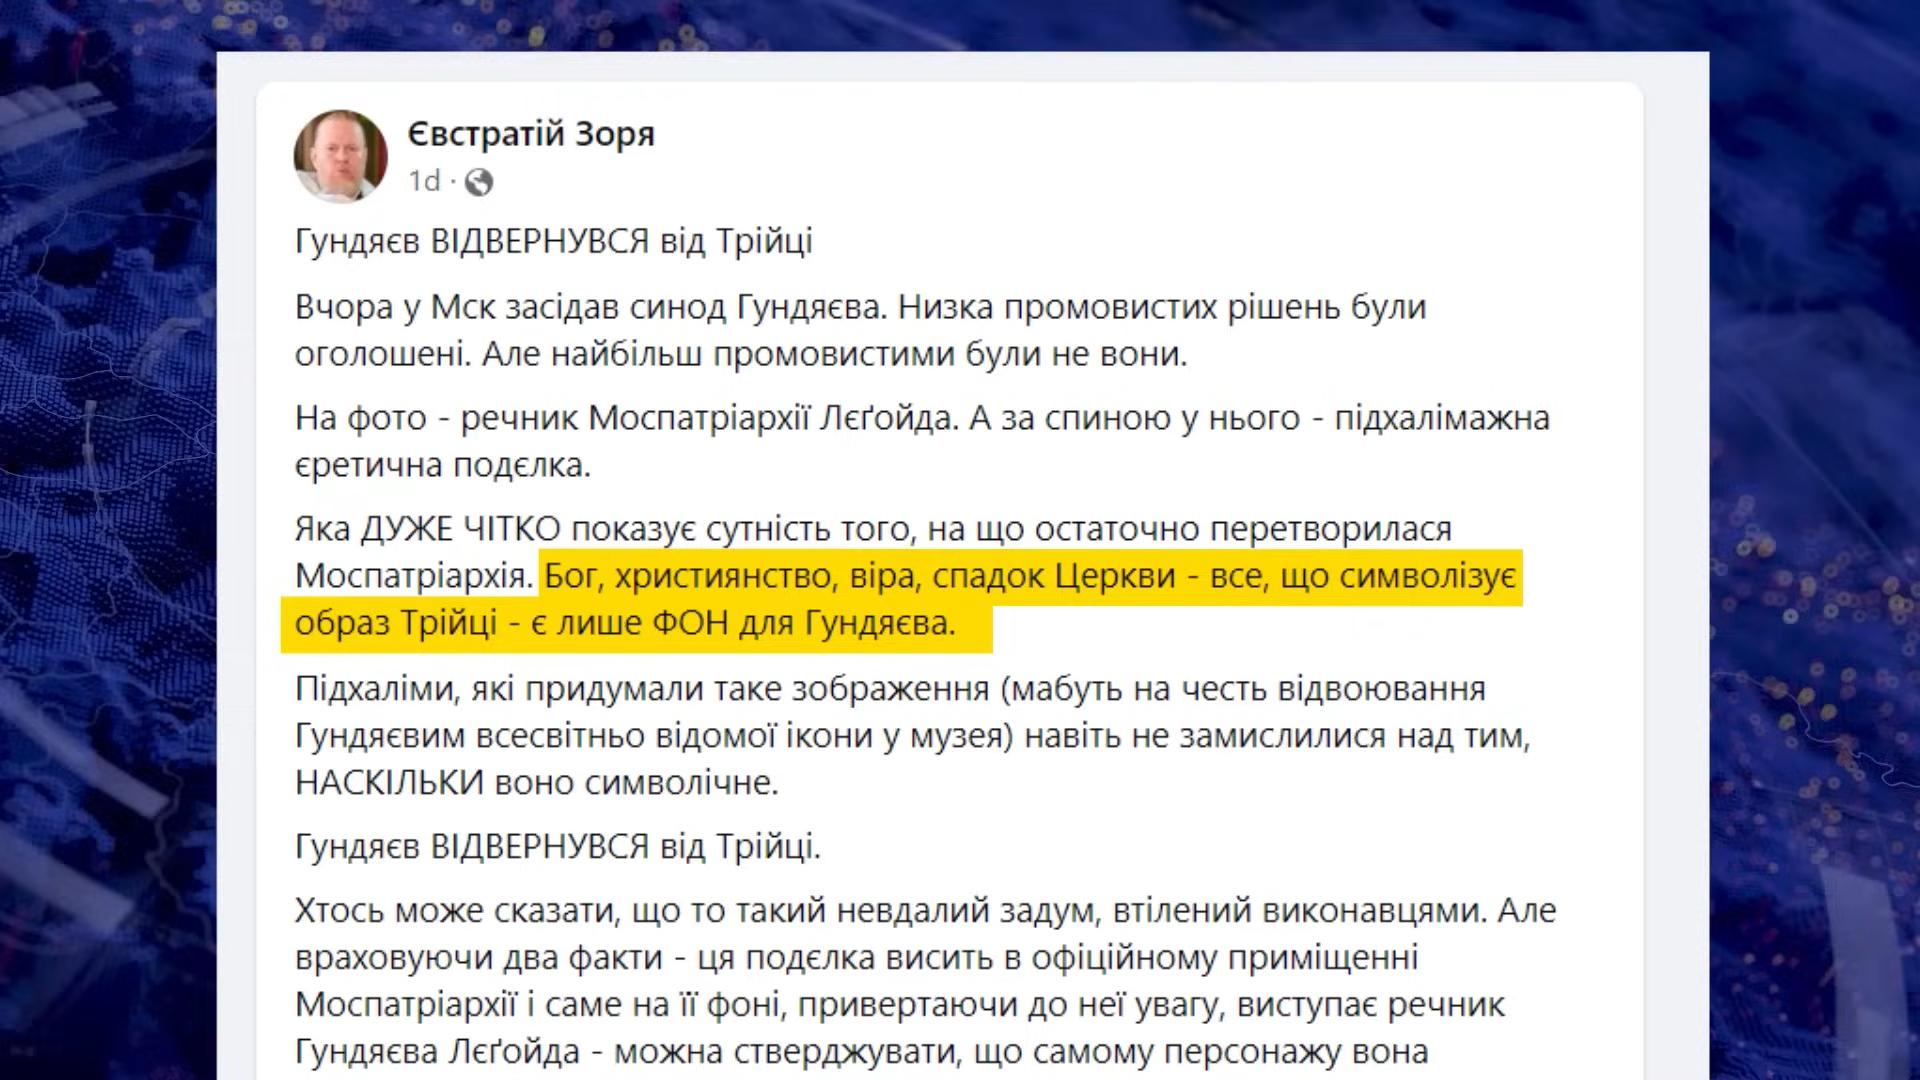 Євстратій Зоря
1d ·
Гундяєв ВІДВЕРНУВСЯ від Трійці
Вчора у Мск засідав синод Гундяєва. Низка промовистих рішень були
оголошені. Але найбільш промовистими були не вони.
На фото - речник Моспатріархії Лєґойда. А за спиною у нього - підхалімажна
єретична подєлка.
Яка ДУЖЕ ЧІТКО показує сутність того, на що остаточно перетворилася
Моспатріархія. Бог, християнство, віра, спадок Церкви - все, що символізує
образ Трійці - є лише ФОН для Гундяєва.
Підхаліми, які придумали таке зображення (мабуть на честь відвоювання
Гундяєвим всесвітньо відомої ікони у музея) навіть не замислилися над тим,
НАСКІЛЬКИ воно символічне.
Гундяєв ВІДВЕРНУВСЯ від Трійці.
Хтось може сказати, що то такий невдалий задум, втілений виконавцями. Але
враховуючи два факти - ця подєлка висить в офіційному приміщенні
Моспатріархії і саме на її фоні, привертаючи до неї увагу, виступає речник
Гундяєва Лєґойда - можна стверджувати, що самому персонажу вона